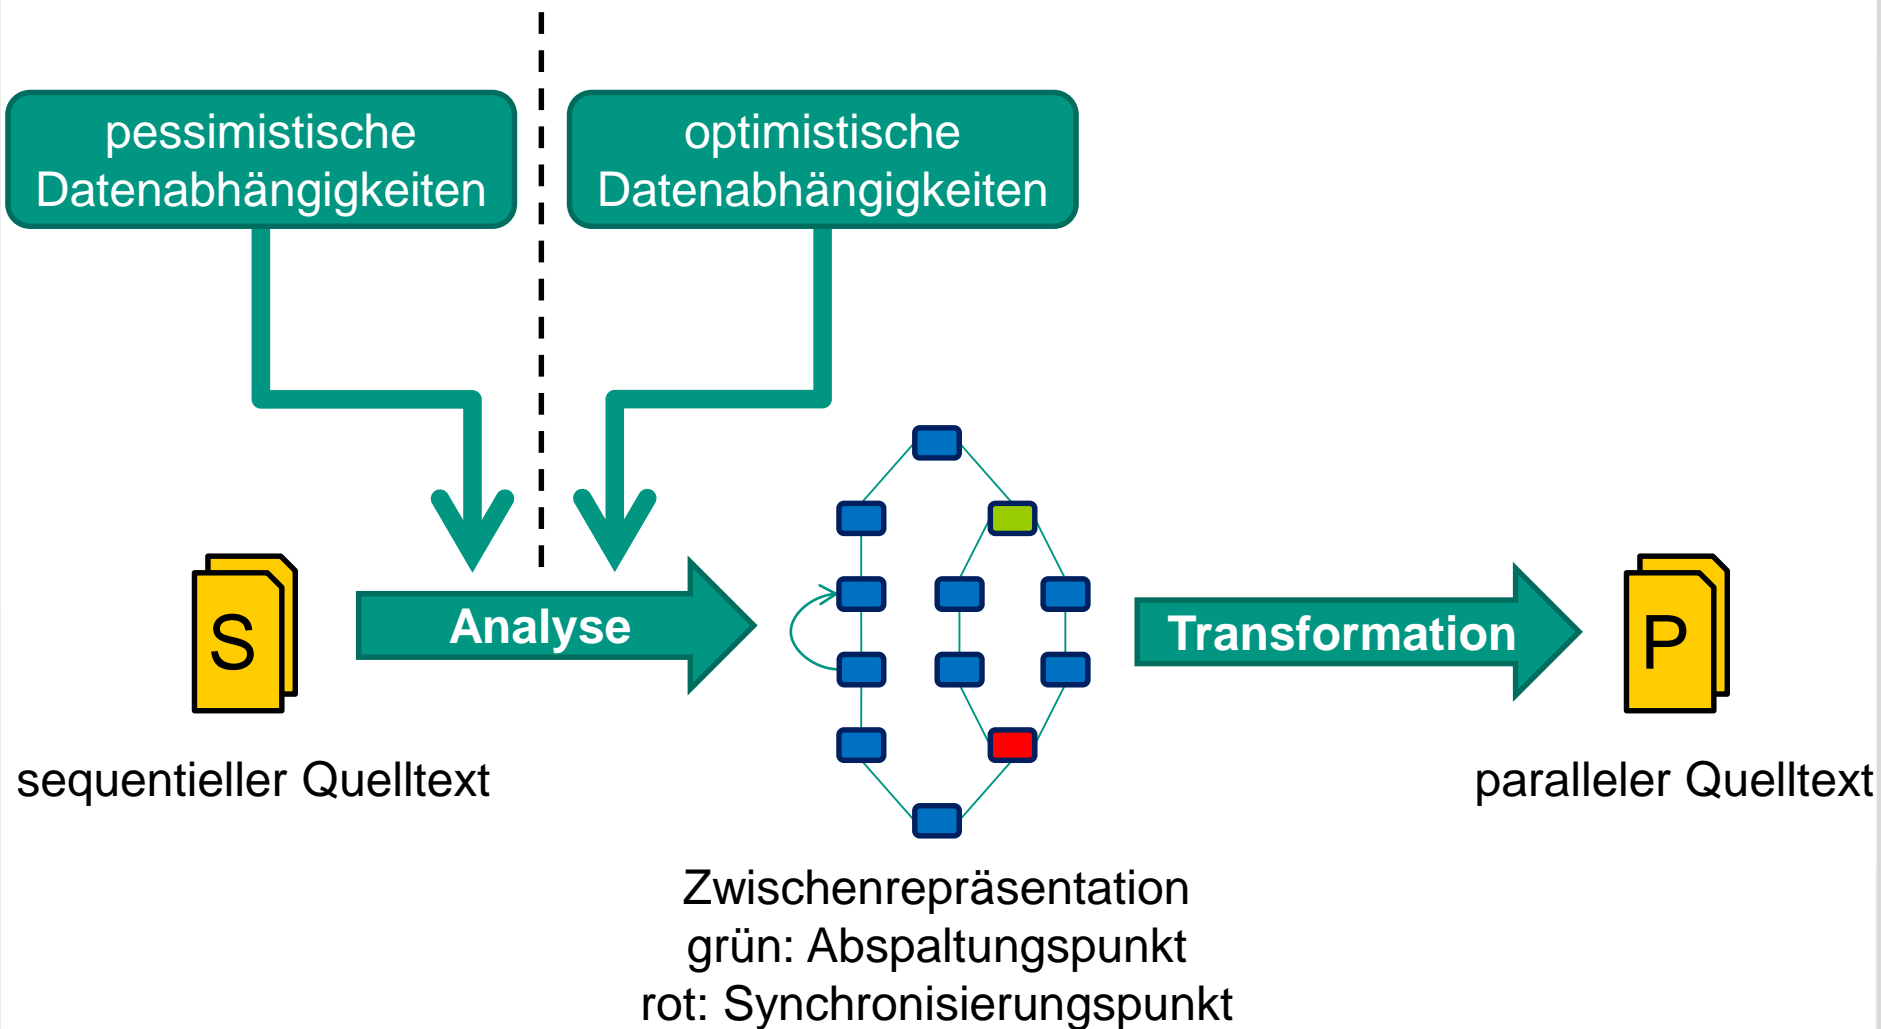 pessimistische
Datenabhängigkeiten
optimistische
Datenabhängigkeiten
S
Analyse
Transformation
P
sequentieller Quelltext
paralleler Quelltext
Zwischenrepräsentation
grün: Abspaltungspunkt
rot: Synchronisierungspunkt